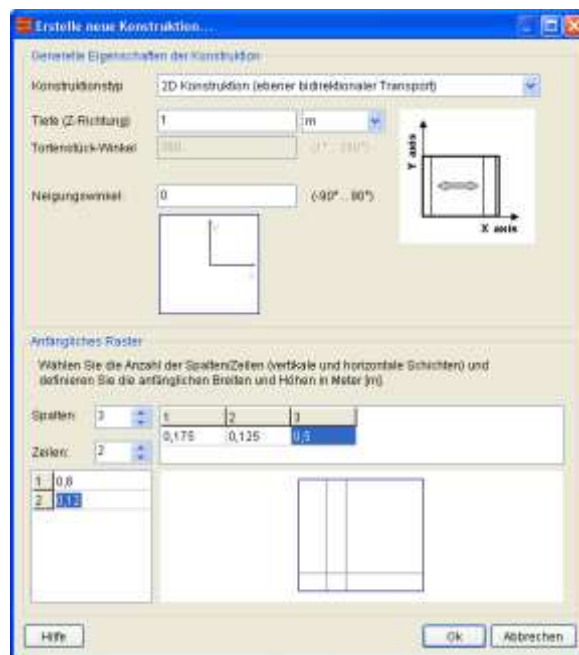 Erstelle neue Konstruktion...
Generelle Eigenschaften der Konstruktion
Konstruktionstyp 2D Konstruktion (ebener bidirektionaler Transport)
Tiefe (Z-Richtung) 1 m
Tortenstück-Winkel 360
Neigungswinkel 0 (-90° .. 80°)
Y axis
X axis
Anfängliches Raster
Wählen Sie die Anzahl der Spalten/Zeilen (vertikale und horizontale Schichten) und
definieren Sie die anfänglichen Breiten und Höhen in Meter [m]
Spalten: 3
1 2 3
0,175 0,125 0,5
Zeilen: 2
1 0,6
2 0,12
Hilfe Ok Abbrechen